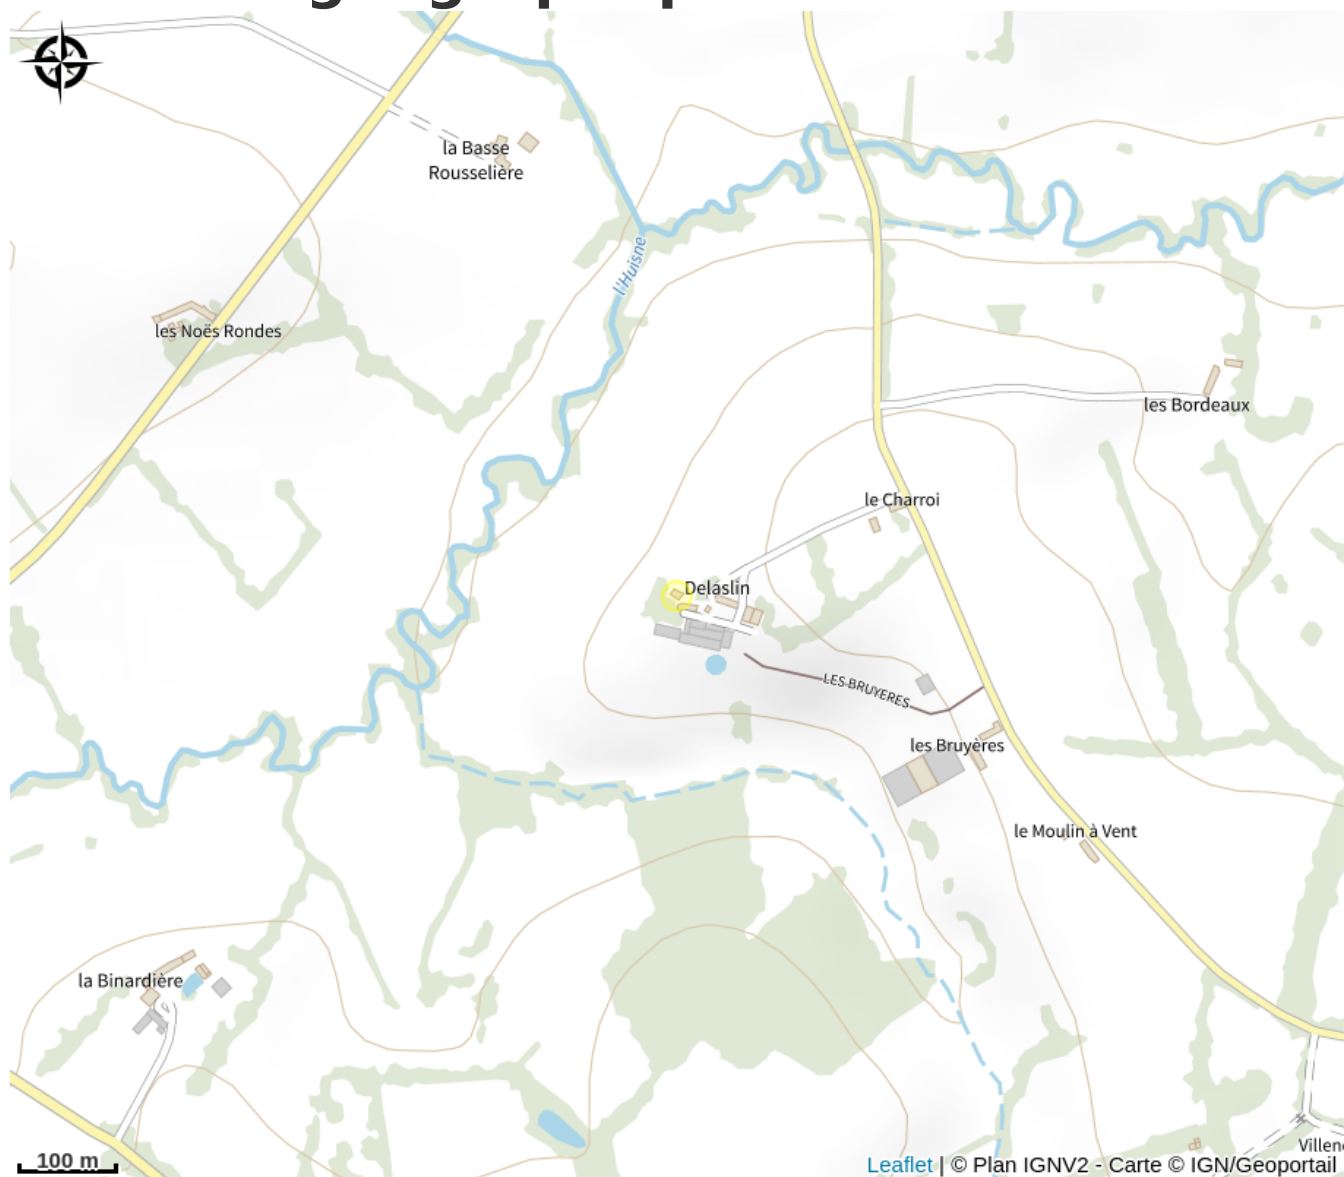 la Basse
Rousselière
l'Huisne
les Noës Rondes
les Bordeaux
le Charroi
Delaslin
LES BRUYERES
les Bruyères
le Moulin à Vent
la Binardière
Villen
100 m
Leaflet | © Plan IGNV2 - Carte © IGN/Geoportail